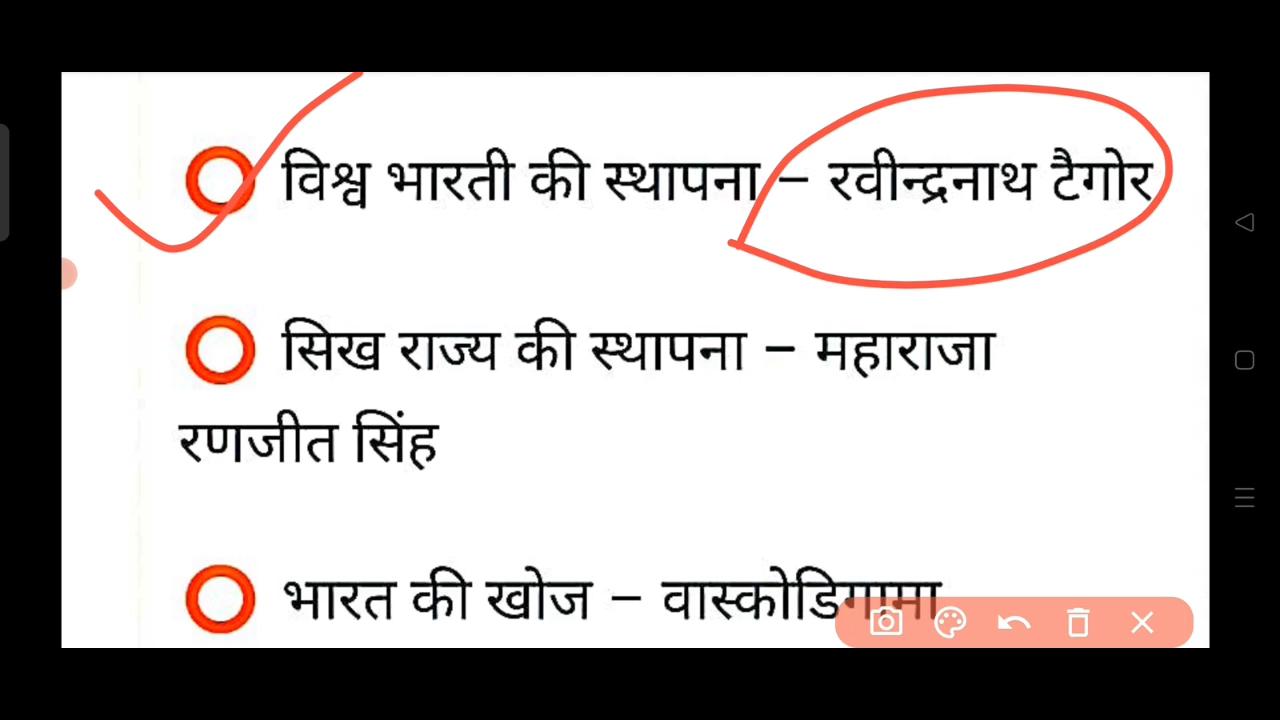 विश्व भारती की स्थापना – रवीन्द्रनाथ टैगोर
सिख राज्य की स्थापना – महाराजा
रणजीत सिंह
भारत की खोज – वास्कोडिगामा